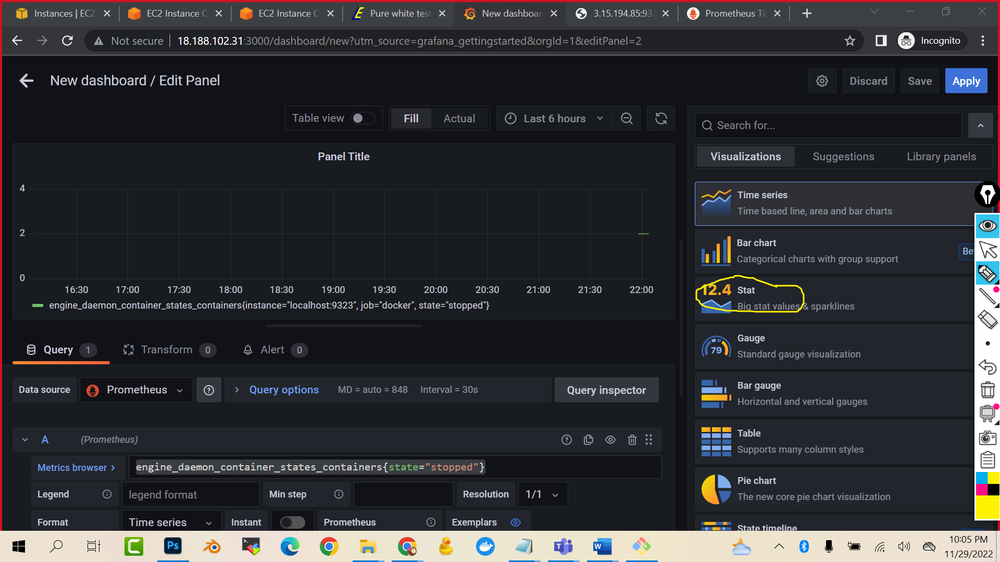 Instances | EC2
EC2 Instance C
EC2 Instance C
Pure white test
New dashboard
3.15.194.85:932
Prometheus Ti
Not secure
18.188.102.31:3000/dashboard/new?utm_source=grafana_gettingstarted&orgId=1&editPanel=2
Incognito
New dashboard / Edit Panel
Discard
Save
Apply
Table view
Fill
Actual
Last 6 hours
Search for...
Panel Title
Visualizations
Suggestions
Library panels
4
2
0
16:30 17:00 17:30 18:00 18:30 19:00 19:30 20:00 20:30 21:00 21:30 22:00
engine_daemon_container_states_containers{instance="localhost:9323", job="docker", state="stopped"}
Time series
Time based line, area and bar charts
Bar chart
Categorical charts with group support
Be
12.4
Stat
Big stat values & sparklines
79
Gauge
Standard gauge visualization
Bar gauge
Horizontal and vertical gauges
Table
Supports many column styles
Pie chart
The new core pie chart visualization
State timeline
Query 1
Transform 0
Alert 0
Data source
Prometheus
Query options
MD = auto = 848
Interval = 30s
Query inspector
A
(Prometheus)
Metrics browser >
engine_daemon_container_states_containers{state="stopped"}
Legend
legend format
Min step
Resolution
1/1
Format
Time series
Instant
Prometheus
Exemplars
Ps
W
10:05 PM
11/29/2022